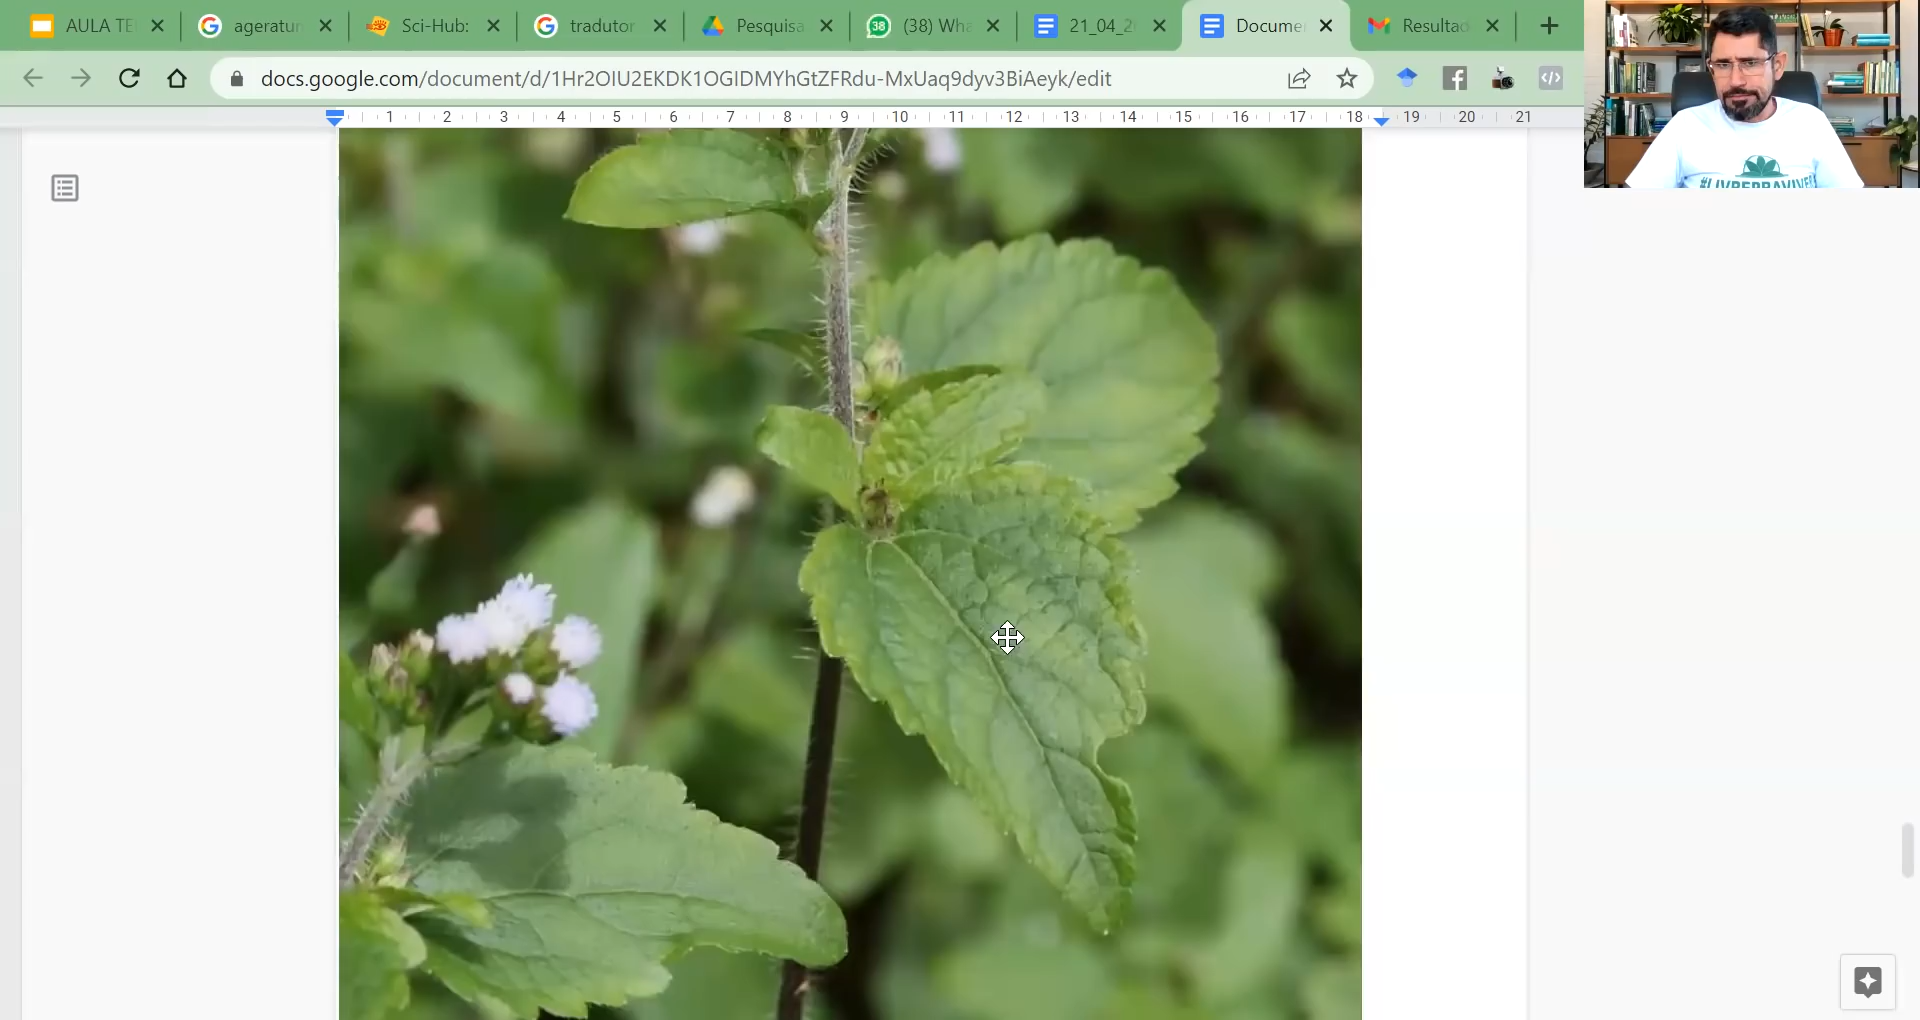 AULA TE
ageratur
Sci-Hub:
tradutor
Pesquisa
(38) Wha
21_04_2
Docume
Resultad
docs.google.com/document/d/1Hr2OIU2EKDK1OGIDMYhGtZFRdu-MxUaq9dyv3BiAeyk/edit
1 2 3 4 5 6 7 8 9 10 11 12 13 14 15 16 17 18 19 20 21
38